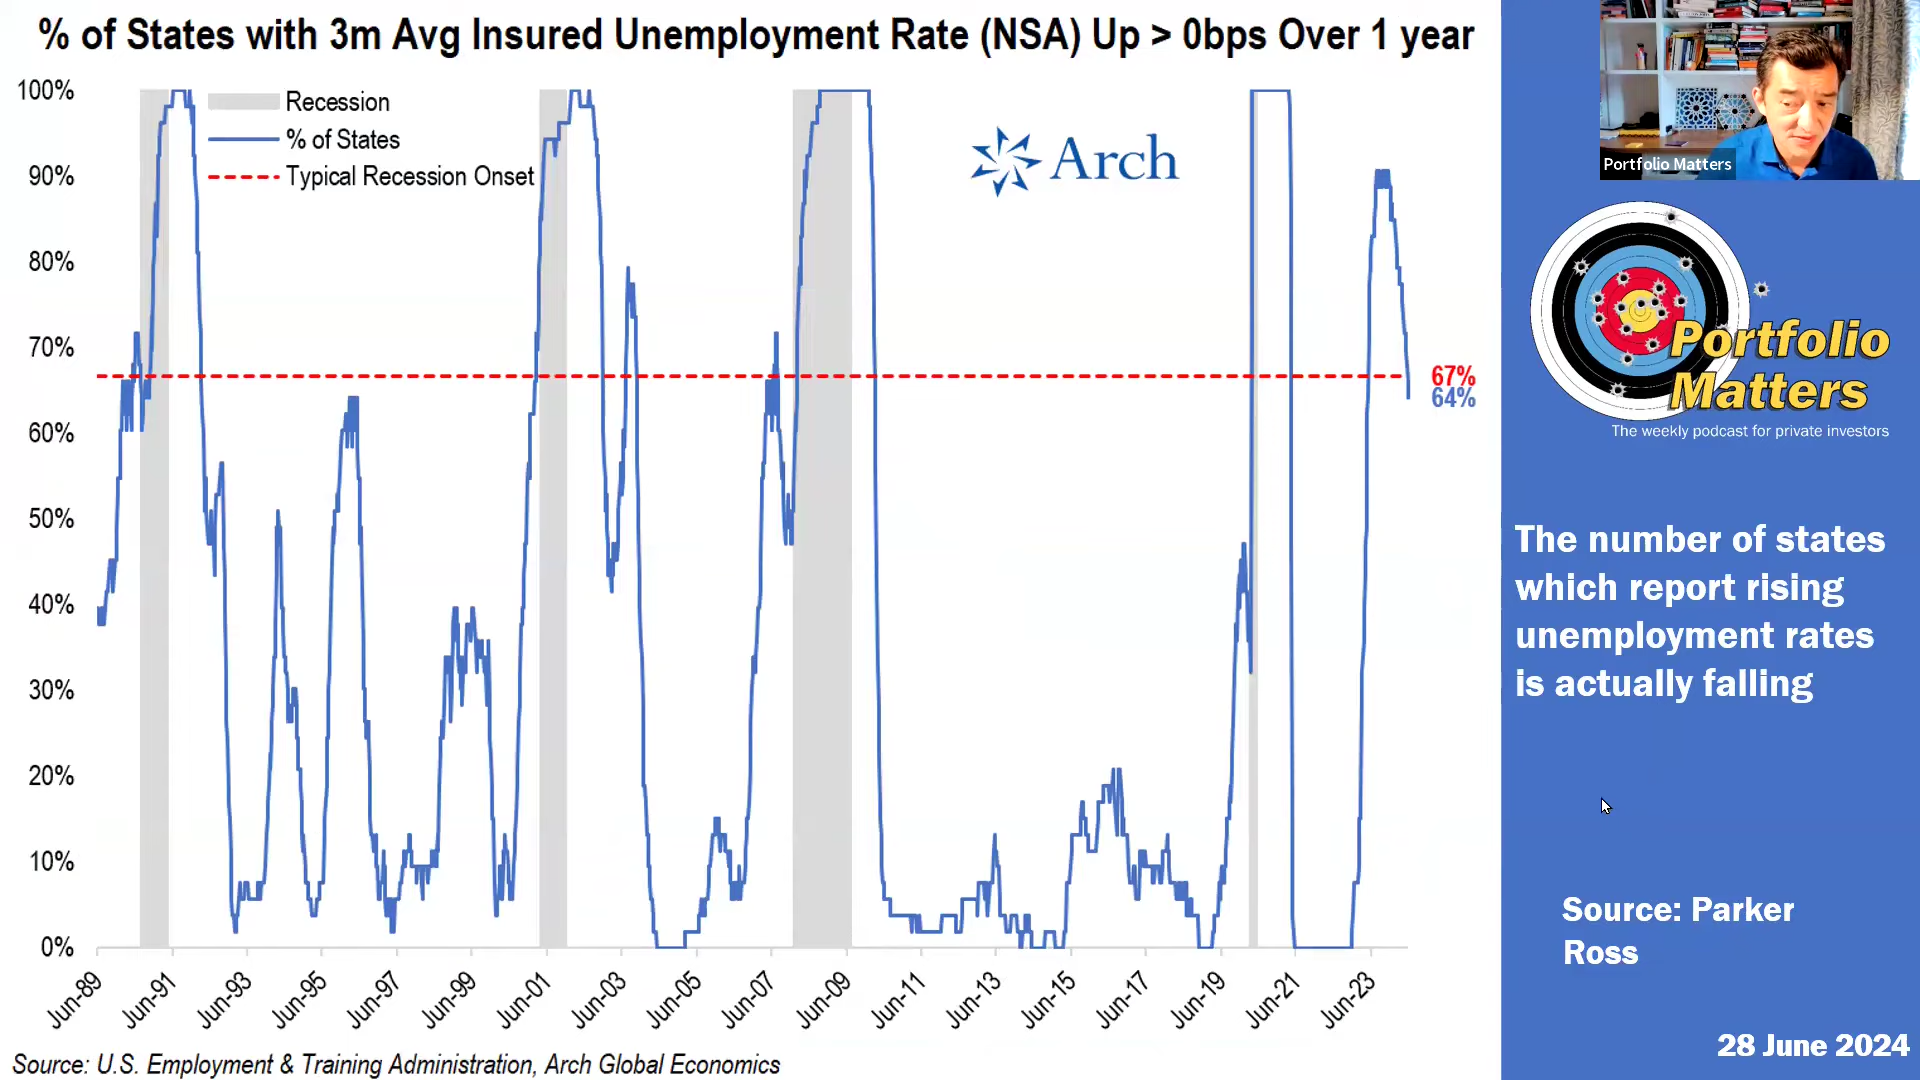 % of States with 3m Avg Insured Unemployment Rate (NSA) Up > 0bps Over 1 year
100%
90%
80%
70%
60%
50%
40%
30%
20%
10%
0%
Recession
% of States
Typical Recession Onset
Arch
67%
64%
Jun-89
Jun-91
Jun-93
Jun-95
Jun-97
Jun-99
Jun-01
Jun-03
Jun-05
Jun-07
Jun-09
Jun-11
Jun-13
Jun-15
Jun-17
Jun-19
Jun-21
Jun-23
Source: U.S. Employment & Training Administration, Arch Global Economics
Portfolio Matters
Portfolio
Matters
The weekly podcast for private investors
The number of states
which report rising
unemployment rates
is actually falling
Source: Parker
Ross
28 June 2024